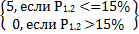 {5, если P1.2 <=15%
0, если P1.2 >15%}